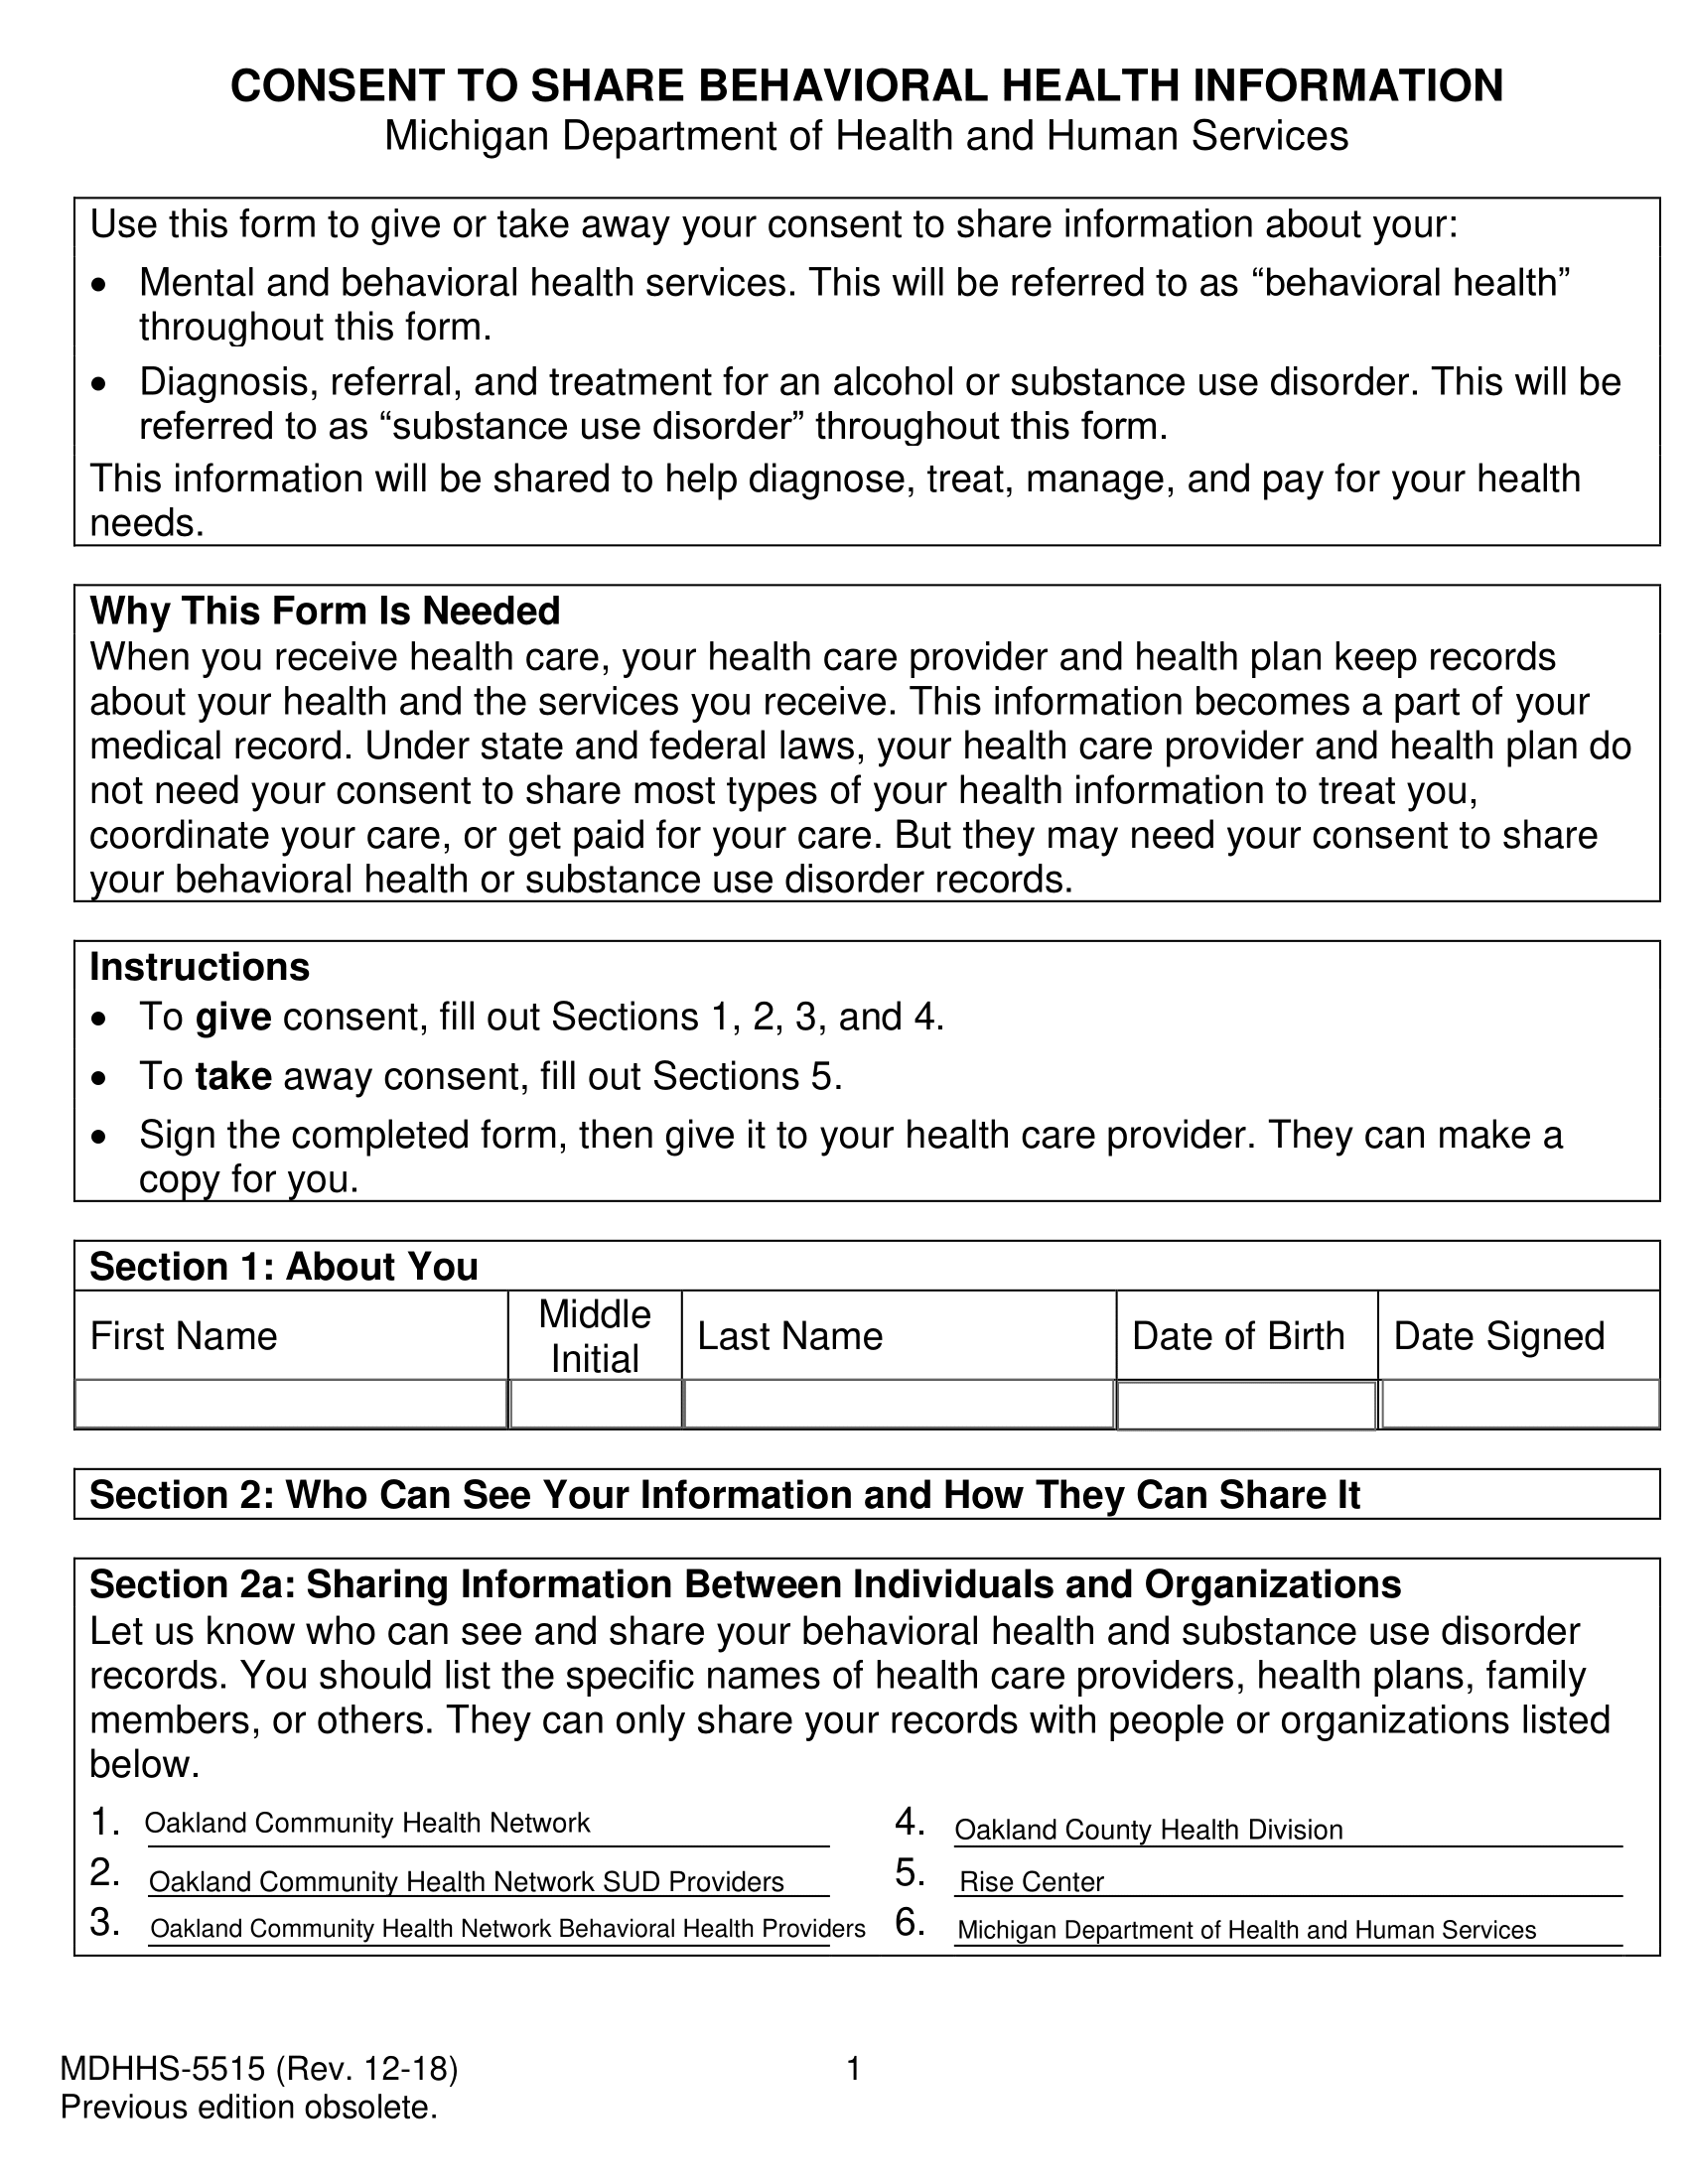 CONSENT TO SHARE BEHAVIORAL HEALTH INFORMATION
Michigan Department of Health and Human Services
Use this form to give or take away your consent to share information about your:
• Mental and behavioral health services. This will be referred to as “behavioral health”
throughout this form.
• Diagnosis, referral, and treatment for an alcohol or substance use disorder. This will be
referred to as “substance use disorder” throughout this form.
This information will be shared to help diagnose, treat, manage, and pay for your health
needs.
Why This Form Is Needed
When you receive health care, your health care provider and health plan keep records
about your health and the services you receive. This information becomes a part of your
medical record. Under state and federal laws, your health care provider and health plan do
not need your consent to share most types of your health information to treat you,
coordinate your care, or get paid for your care. But they may need your consent to share
your behavioral health or substance use disorder records.
Instructions
• To give consent, fill out Sections 1, 2, 3, and 4.
• To take away consent, fill out Sections 5.
• Sign the completed form, then give it to your health care provider. They can make a
copy for you.
Section 1: About You
First Name Middle Initial Last Name Date of Birth Date Signed
Section 2: Who Can See Your Information and How They Can Share It
Section 2a: Sharing Information Between Individuals and Organizations
Let us know who can see and share your behavioral health and substance use disorder
records. You should list the specific names of health care providers, health plans, family
members, or others. They can only share your records with people or organizations listed
below.
1. Oakland Community Health Network 4. Oakland County Health Division
2. Oakland Community Health Network SUD Providers 5. Rise Center
3. Oakland Community Health Network Behavioral Health Providers 6. Michigan Department of Health and Human Services
MDHHS-5515 (Rev. 12-18) 1
Previous edition obsolete.